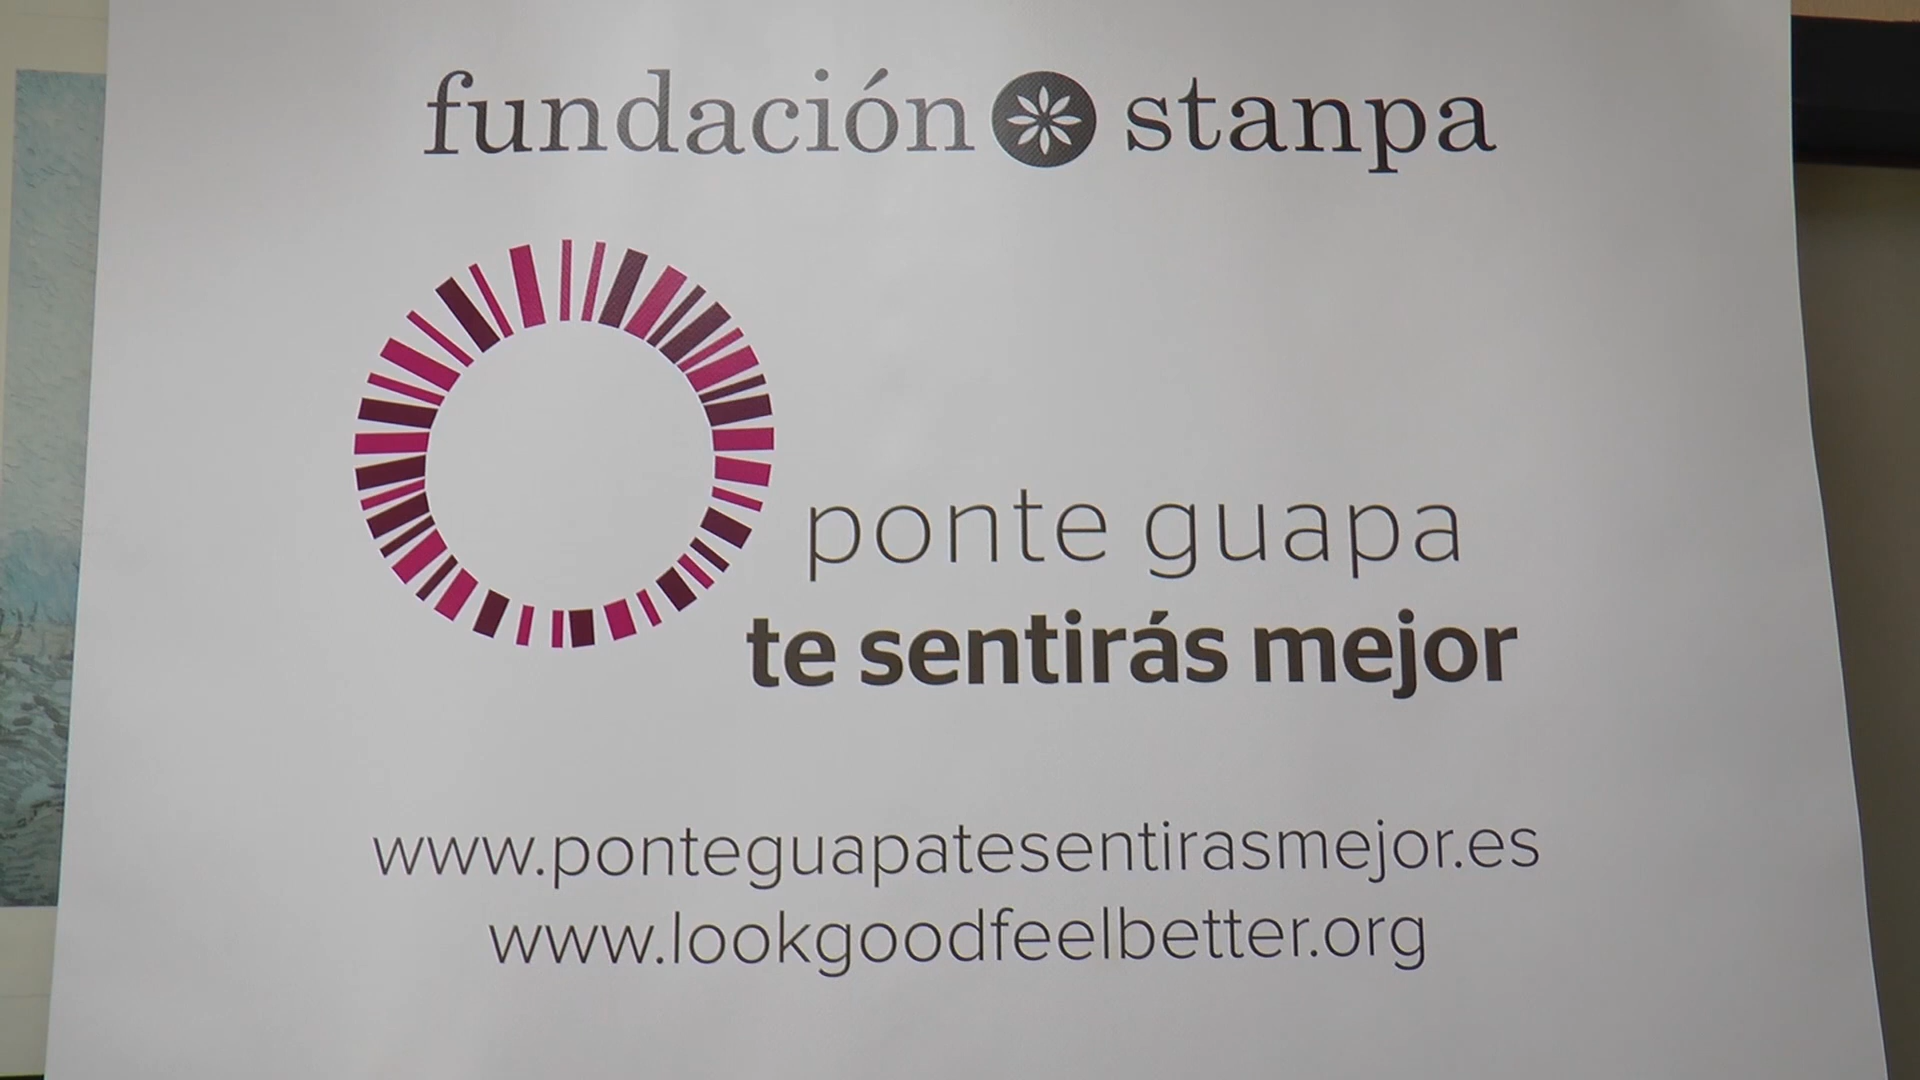 fundación stanpa
ponte guapa
te sentirás mejor
www.ponteguapatesentirasmejor.es
www.lookgoodfeelbetter.org